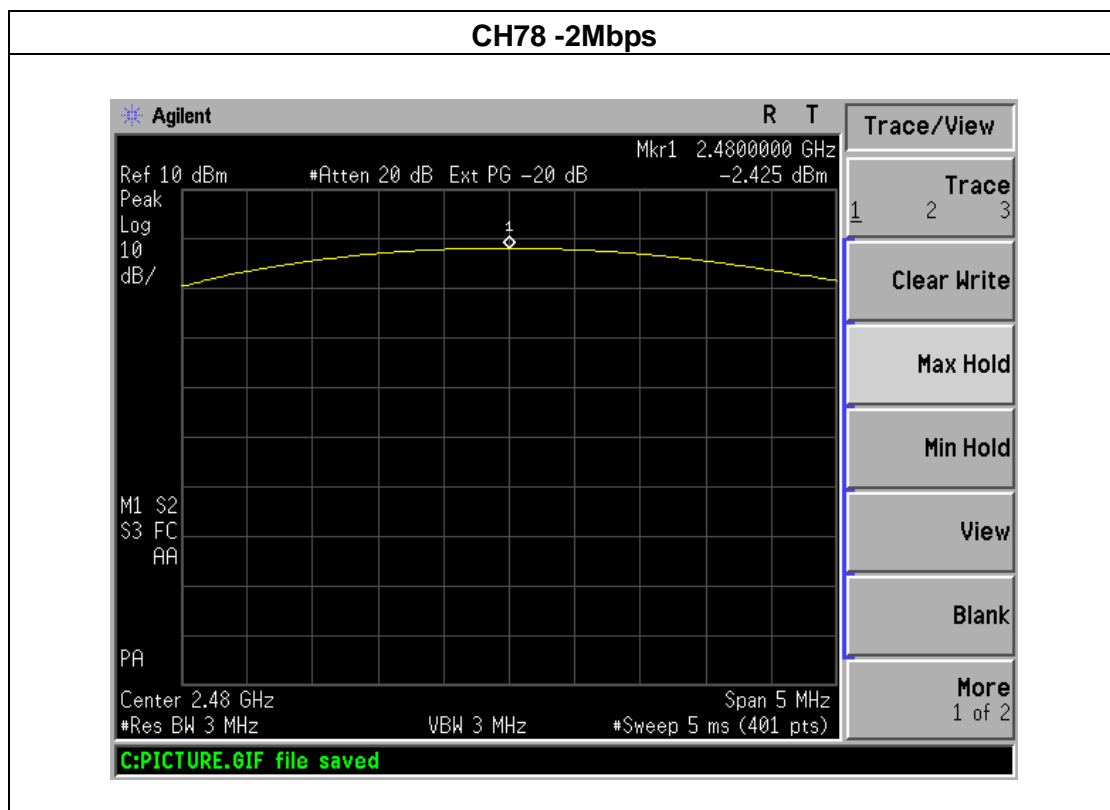 CH78 -2Mbps
Agilent R T
Mkr1 2.4800000 GHz
Ref 10 dBm #Atten 20 dB Ext PG -20 dB -2.425 dBm
Peak
Log
10
dB/
1
M1 S2
S3 FC
AA
PA
Center 2.48 GHz Span 5 MHz
#Res BW 3 MHz VBW 3 MHz #Sweep 5 ms (401 pts)
C:PICTURE.GIF file saved
Trace/View
Trace
1 2 3
Clear Write
Max Hold
Min Hold
View
Blank
More
1 of 2